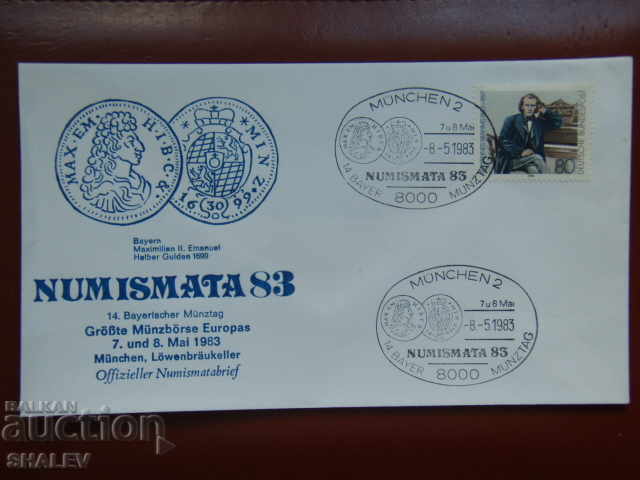 MAX·EM· H·I·B·C·&
MIN 2
16 (30) 99
Bayern
Maximilian II. Emanuel
Halber Gulden 1699
NUMISMATA 83
14. Bayerischer Münztag
Größte Münzbörse Europas
7. und 8. Mai 1983
München, Löwenbräukeller
Offizieller Numismatabrief
MÜNCHEN 2
7 u 8 Mai
-8-5.1983
NUMISMATA 83
14 BAYER MÜNZTAG
8000
80
MÜNCHEN 2
7 u 8 Mai
-8-5.1983
NUMISMATA 83
14 BAYER MÜNZTAG
8000
BALKAN
auction
SHALEV